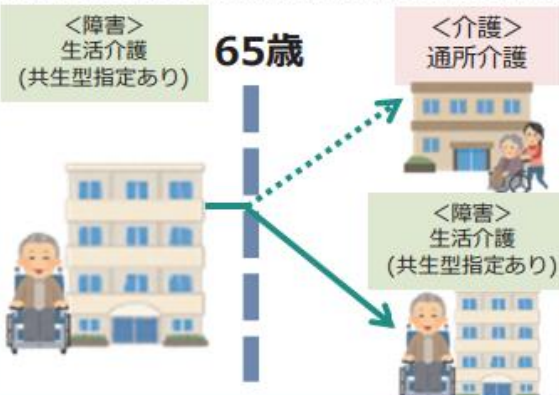 <障害>
生活介護
(共生型指定あり)
65歳
<介護>
通所介護
<障害>
生活介護
(共生型指定あり)